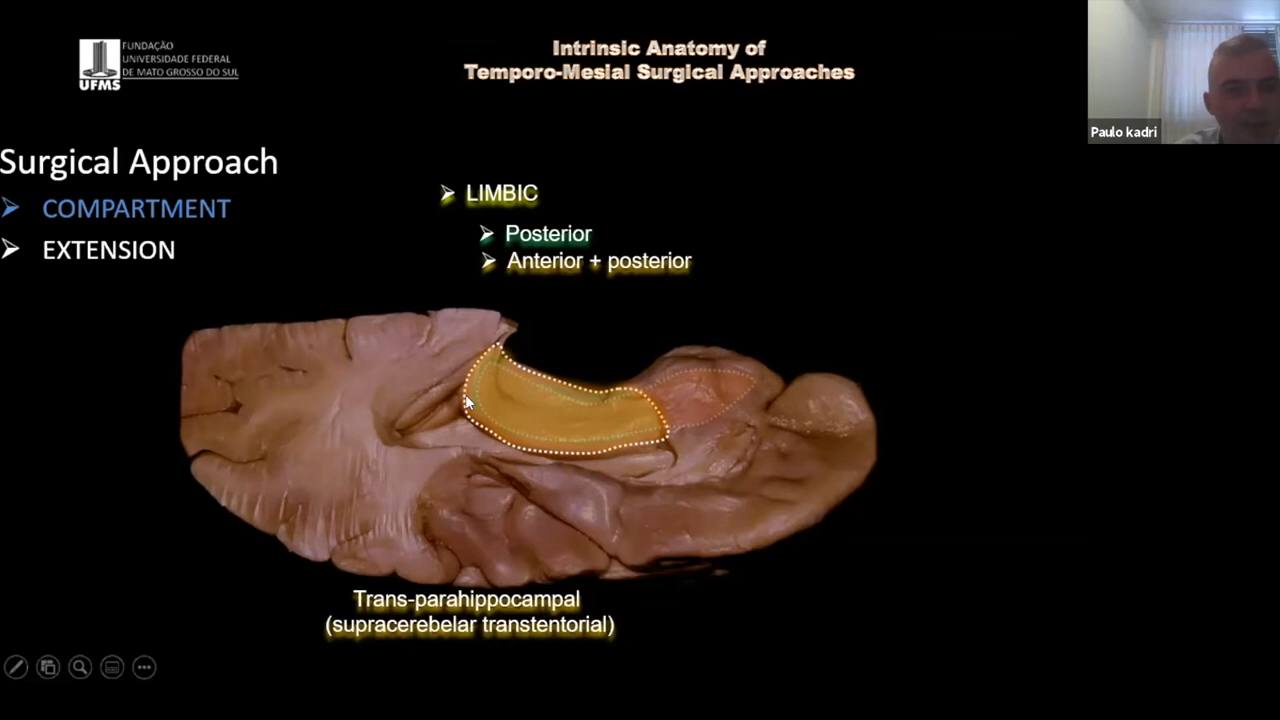 FUNDAÇÃO
UNIVERSIDADE FEDERAL
DE MATO GROSSO DO SUL
UFMS
Intrinsic Anatomy of
Temporo-Mesial Surgical Approaches
Paulo kadri
Surgical Approach
COMPARTMENT
EXTENSION
LIMBIC
Posterior
Anterior + posterior
Trans-parahippocampal
(supracerebelar transtentorial)